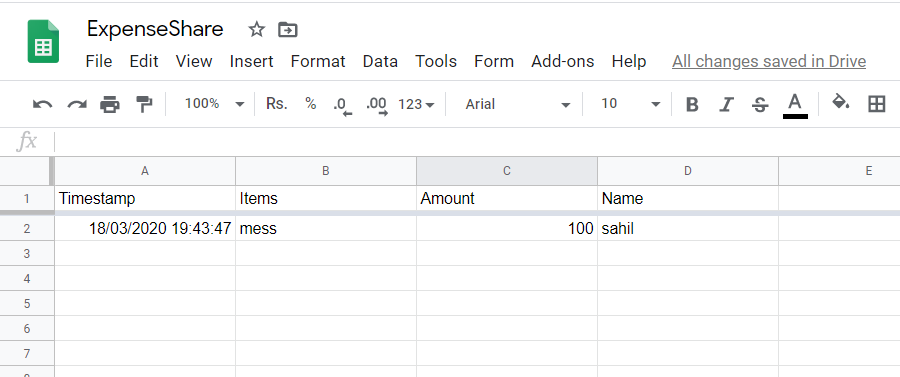 ExpenseShare
File Edit View Insert Format Data Tools Form Add-ons Help All changes saved in Drive
100% Rs. % .0 .00 123 Arial 10 B I S A
fx
A B C D E
1 Timestamp Items Amount Name
2 18/03/2020 19:43:47 mess 100 sahil
3
4
5
6
7